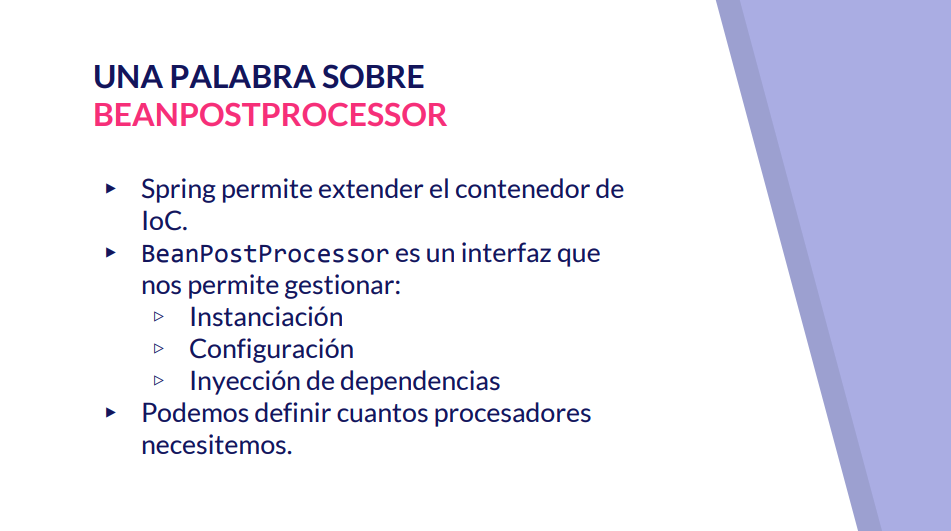 UNA PALABRA SOBRE
BEANPOSTPROCESSOR
▸ Spring permite extender el contenedor de
IoC.
▸ BeanPostProcessor es un interfaz que
nos permite gestionar:
▹ Instanciación
▹ Configuración
▹ Inyección de dependencias
▸ Podemos definir cuantos procesadores
necesitemos.